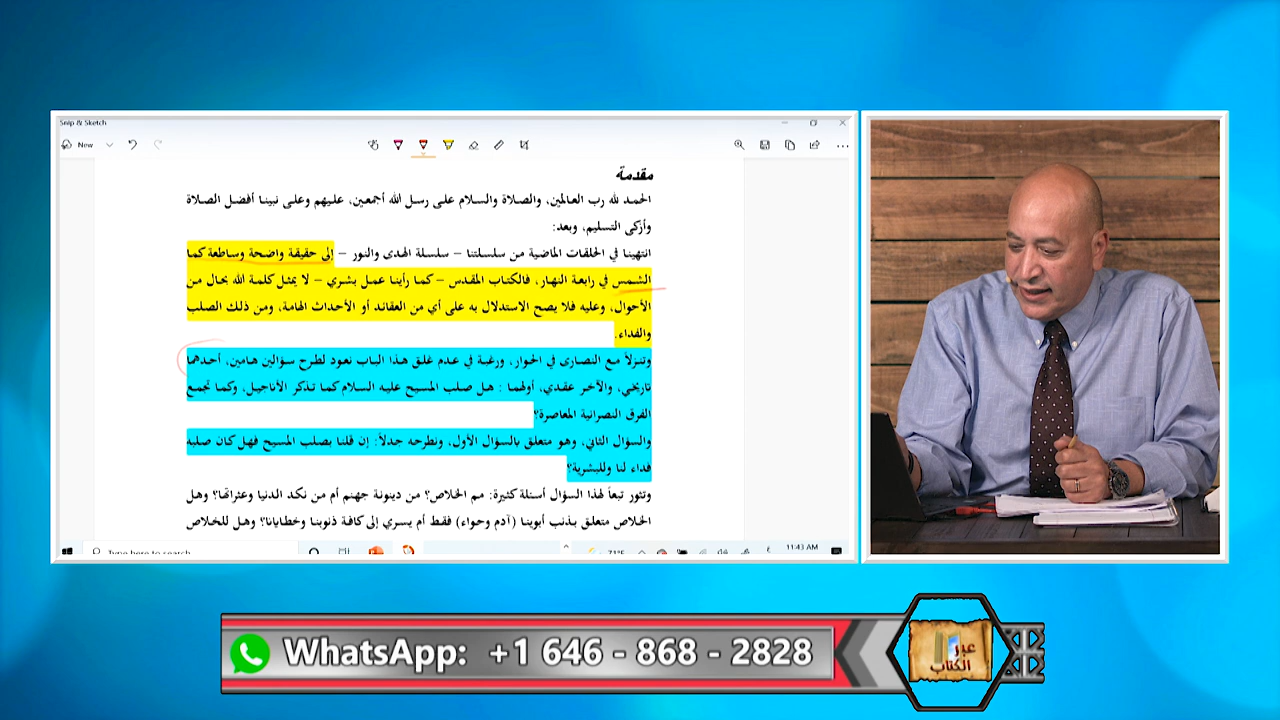 Snip & Sketch
New
مقدمة
الحمد لله رب العالمين، والصلاة والسلام على رسل الله أجمعين، عليهم وعلى نبينا أفضل الصلاة
وأزكى التسليم، وبعد:
انتهينا في الحلقات الماضية من سلسلتنا – سلسلة الهدى والنور – إلى حقيقة واضحة وساطعة كما
الشمس في رابعة النهار، فالكتاب المقدس – كما رأينا عمل بشري – لا يمثل كلمة الله بحال من
الأحوال، وعليه فلا يصح الاستدلال به على أي من العقائد أو الأحداث الهامة، ومن ذلك الصلب
والفداء.
وتنزلاً مع النصارى في الحوار، ورغبة في عدم غلق هذا الباب نعود لطرح سؤالين هامين، أحدهما
تاريخي، والآخر عقدي، أولهما : هل صلب المسيح عليه السلام كما تذكر الأناجيل، وكما تجمع
الفرق النصرانية المعاصرة؟
والسؤال الثاني، وهو متعلق بالسؤال الأول، ونطرحه جدلاً: إن قلنا بصلب المسيح فهل كان صلبه
فداء لنا وللبشرية؟
وتثور تبعاً لهذا السؤال أسئلة كثيرة: مم الخلاص؟ من دينونة جهنم أم من نكد الدنيا وعثراتها؟ وهل
الخلاص متعلق بذنب أبوينا (آدم وحواء) فقط أم يسري إلى كافة ذنوبنا وخطايانا؟ وهل للخلاص
Type here to search
71°F
11:43 AM
WhatsApp: +1 646 - 868 - 2828
عبر
الكتاب